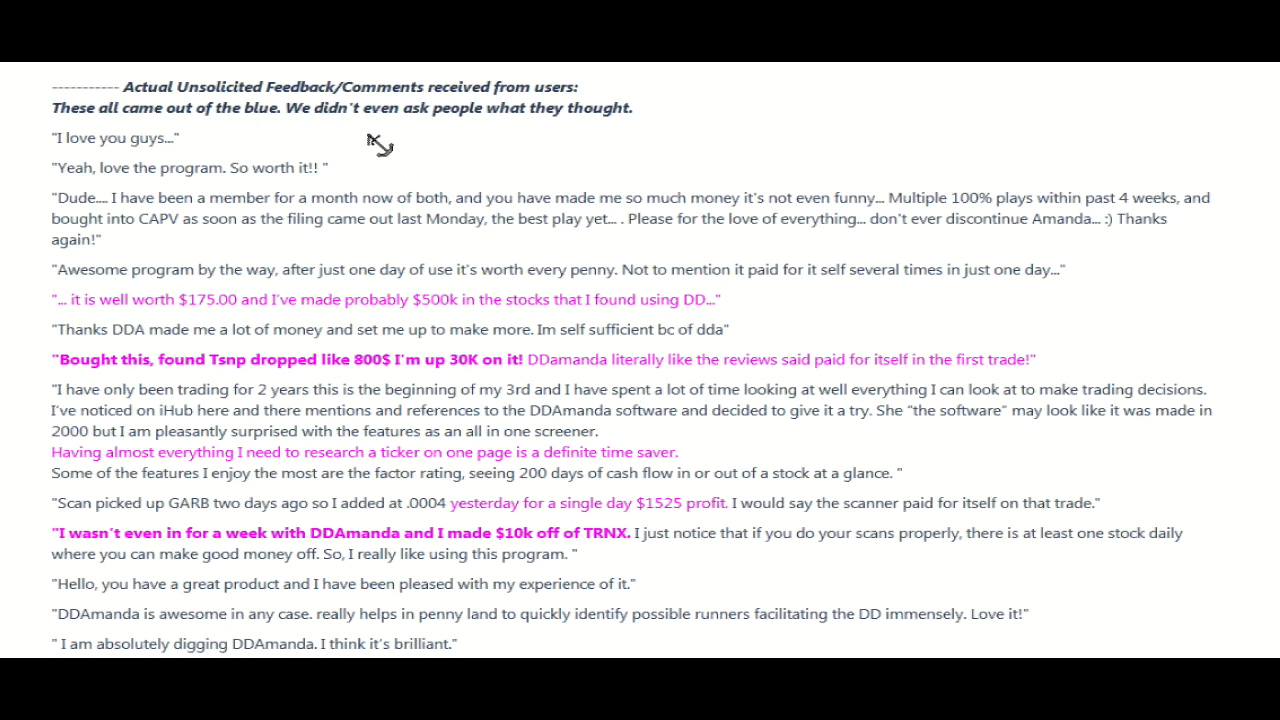 ----------- Actual Unsolicited Feedback/Comments received from users:
These all came out of the blue. We didn't even ask people what they thought.
"I love you guys..."
"Yeah, love the program. So worth it!! "
"Dude.... I have been a member for a month now of both, and you have made me so much money it's not even funny... Multiple 100% plays within past 4 weeks, and
bought into CAPV as soon as the filing came out last Monday, the best play yet... . Please for the love of everything... don't ever discontinue Amanda... :) Thanks
again!"
"Awesome program by the way, after just one day of use it's worth every penny. Not to mention it paid for it self several times in just one day..."
"... it is well worth $175.00 and I've made probably $500k in the stocks that I found using DD..."
"Thanks DDA made me a lot of money and set me up to make more. Im self sufficient bc of dda"
"Bought this, found Tsnp dropped like 800$ I'm up 30K on it! DDamanda literally like the reviews said paid for itself in the first trade!"
"I have only been trading for 2 years this is the beginning of my 3rd and I have spent a lot of time looking at well everything I can look at to make trading decisions.
I've noticed on iHub here and there mentions and references to the DDAmanda software and decided to give it a try. She "the software" may look like it was made in
2000 but I am pleasantly surprised with the features as an all in one screener.
Having almost everything I need to research a ticker on one page is a definite time saver.
Some of the features I enjoy the most are the factor rating, seeing 200 days of cash flow in or out of a stock at a glance. "
"Scan picked up GARB two days ago so I added at .0004 yesterday for a single day $1525 profit. I would say the scanner paid for itself on that trade."
"I wasn't even in for a week with DDAmanda and I made $10k off of TRNX. I just notice that if you do your scans properly, there is at least one stock daily
where you can make good money off. So, I really like using this program. "
"Hello, you have a great product and I have been pleased with my experience of it."
"DDAmanda is awesome in any case. really helps in penny land to quickly identify possible runners facilitating the DD immensely. Love it!"
" I am absolutely digging DDAmanda. I think it's brilliant."